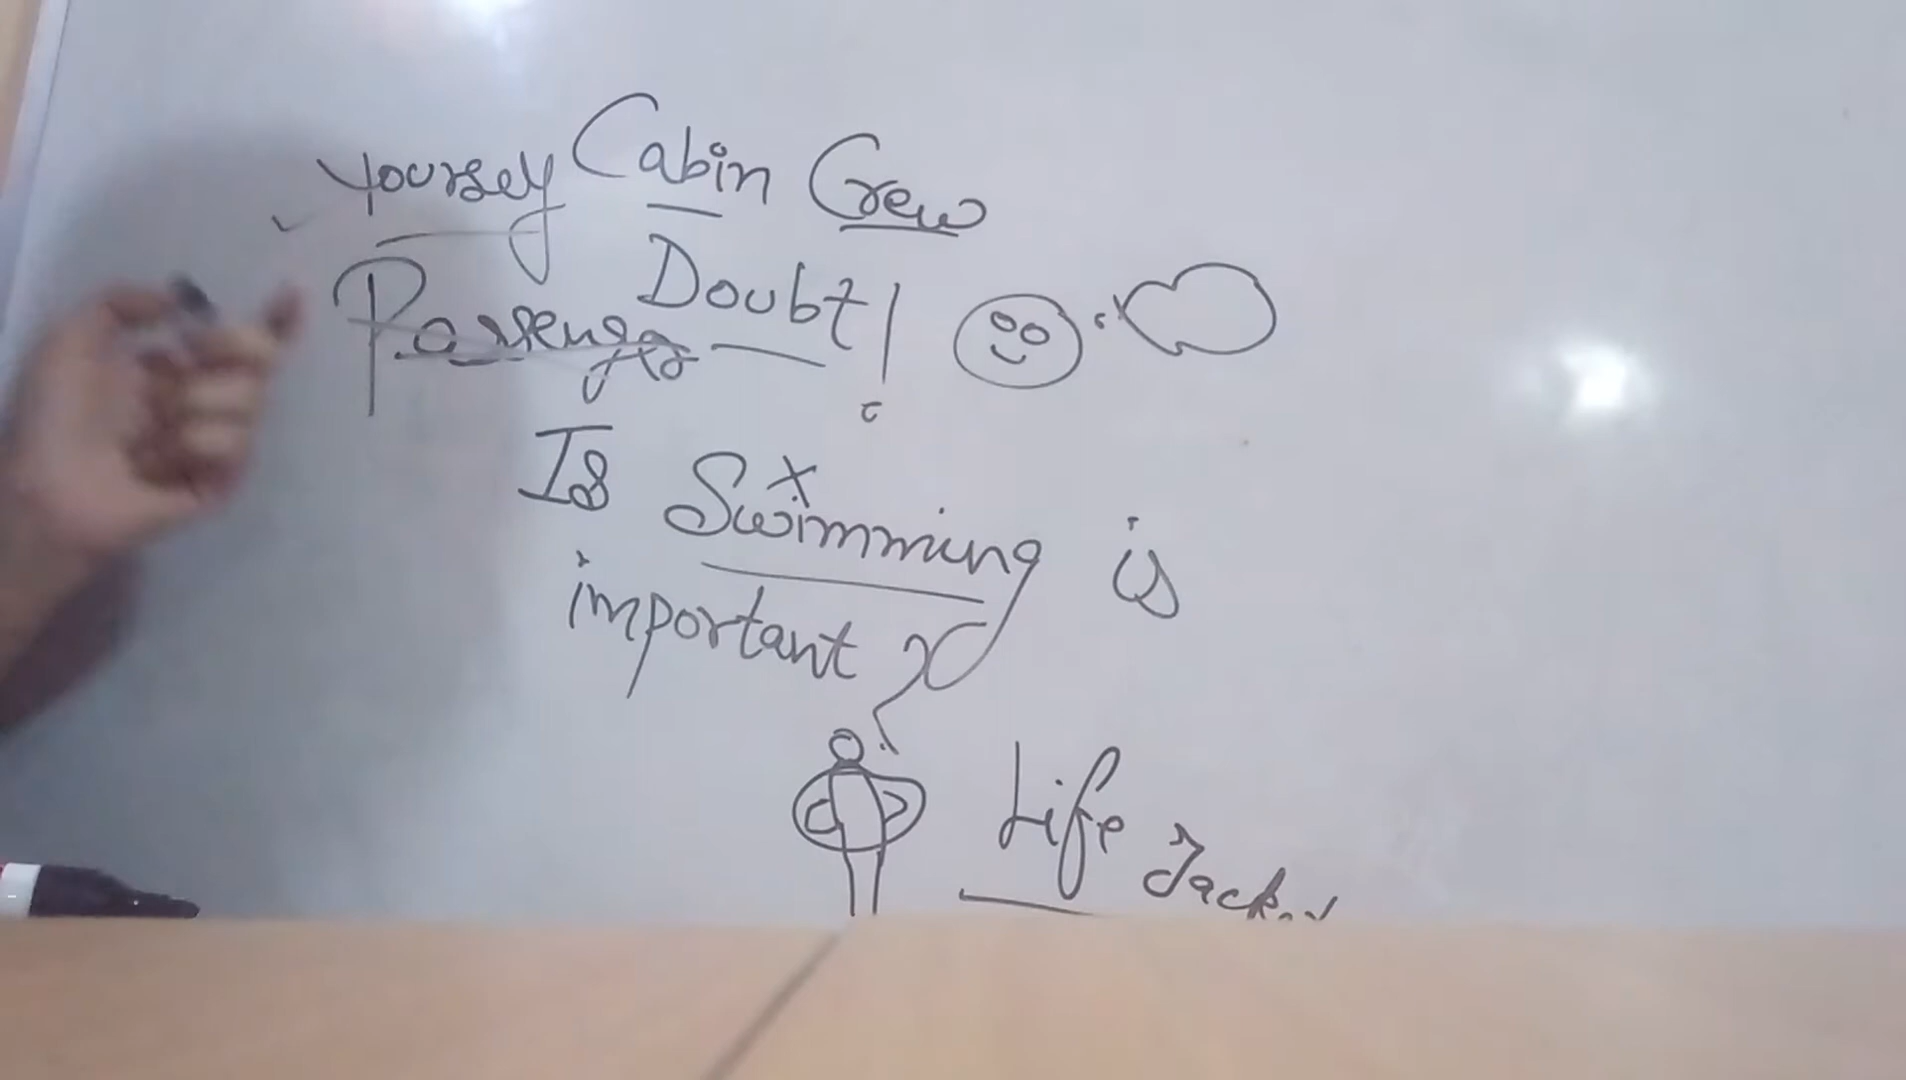 Yourself Cabin Crew
Passenger Doubt!
Is Swimming is
important ?
Life Jacket